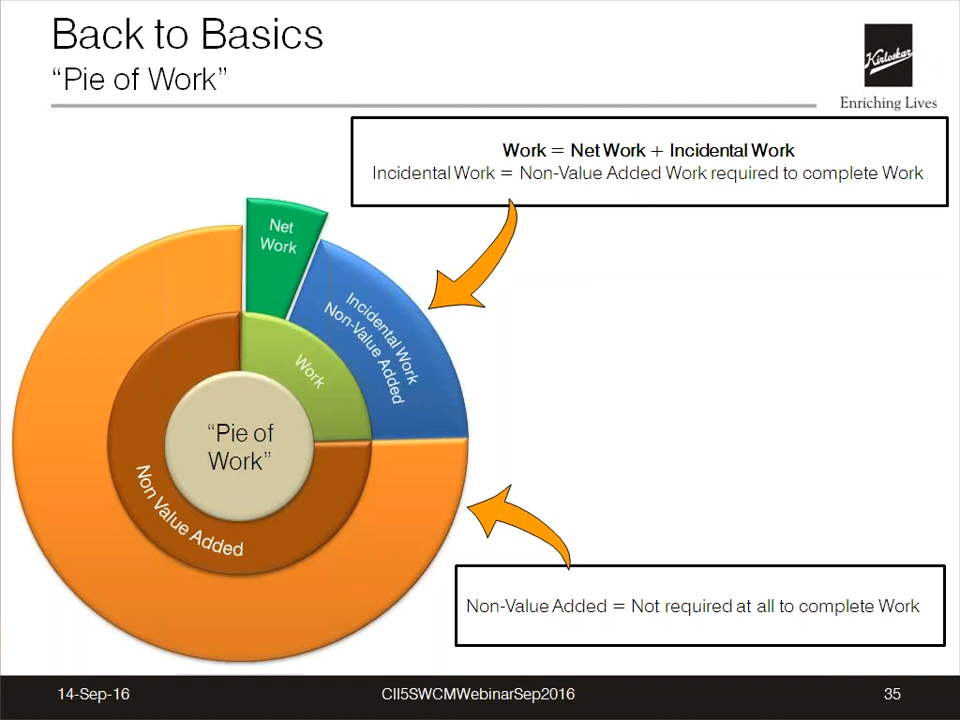 Back to Basics
“Pie of Work”
Kirloskar
Enriching Lives
Work = Net Work + Incidental Work
Incidental Work = Non-Value Added Work required to complete Work
Net
Work
Incidental Work
Non-Value Added
Work
“Pie of
Work”
Non Value Added
Non-Value Added = Not required at all to complete Work
14-Sep-16
CII5SWCMWebinarSep2016
35